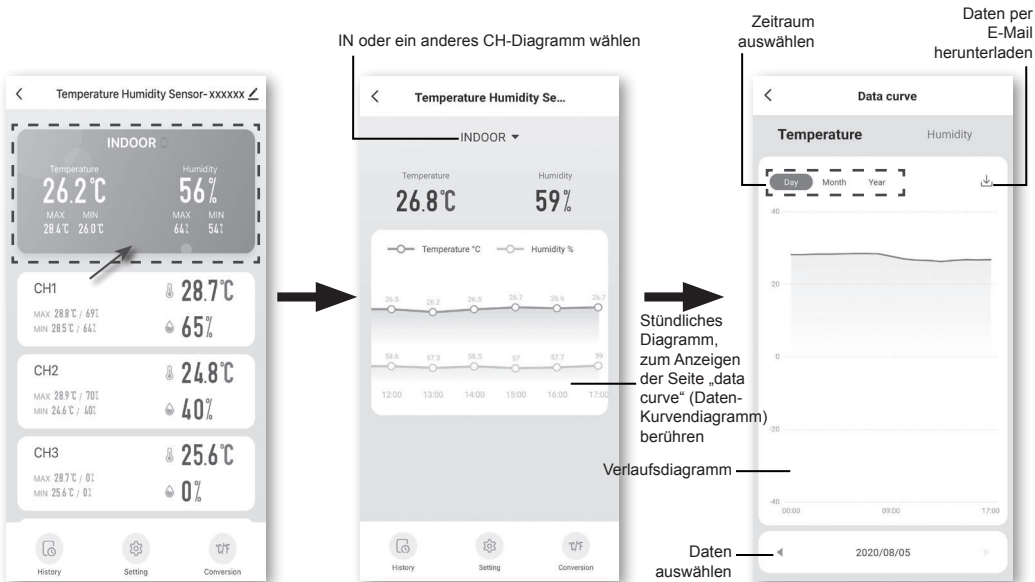 IN oder ein anderes CH-Diagramm wählen
Zeitraum
auswählen
Daten per
E-Mail
herunterladen
Temperature Humidity Sensor- xxxxxx
INDOOR
Temperature
Humidity
26.2°C
56%
MAX MIN
MAX MIN
28.4°C 26.0°C
64% 54%
CH1
28.7°C
MAX 28.8°C / 69%
MIN 28.5°C / 64%
65%
CH2
24.8°C
MAX 28.9°C / 70%
MIN 24.6°C / 40%
40%
CH3
25.6°C
MAX 28.7°C / 0%
MIN 25.6°C / 0%
0%
History
Setting
°C/°F
Conversion
Temperature Humidity Se...
INDOOR
Temperature
Humidity
26.8°C
59%
Temperature °C
Humidity %
26.5 26.2 26.5 26.7 26.6 26.7
58.6 57.3 58.5 57 57.7 59
12:00 13:00 14:00 15:00 16:00 17:00
History
Setting
°C/°F
Conversion
Stündliches
Diagramm,
zum Anzeigen
der Seite „data
curve“ (Daten-
Kurvendiagramm)
berühren
Verlaufsdiagramm
Daten
auswählen
Data curve
Temperature
Humidity
Day Month Year
40
20
0
-20
-40
00:00 09:00 17:00
2020/08/05